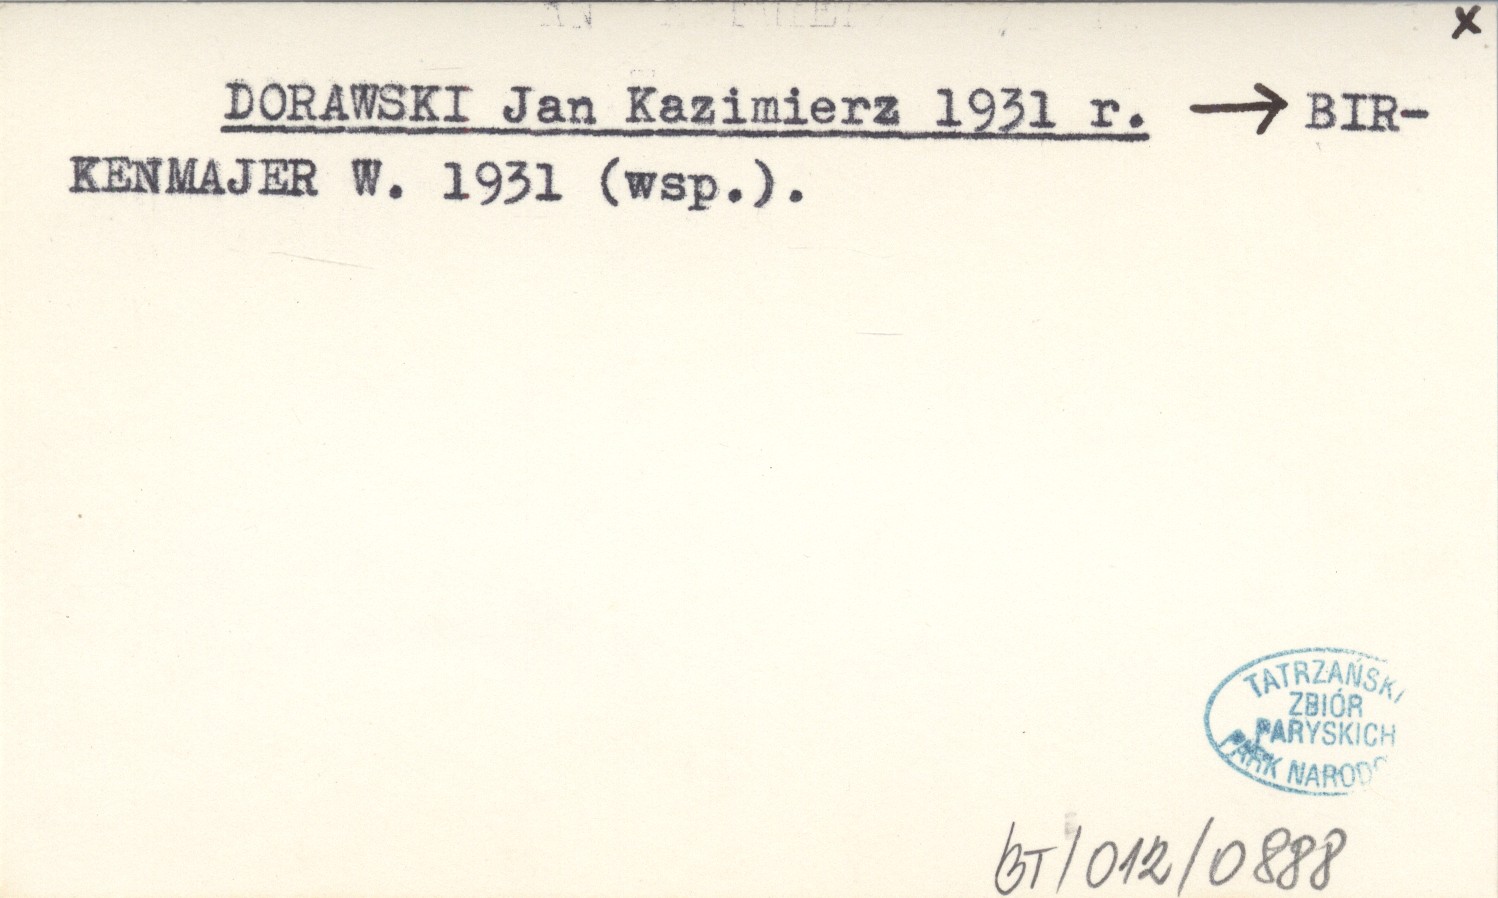 x
DORAWSKI Jan Kazimierz 1931 r. → BIR-
KENMAJER W. 1931 (wsp.).
TATRZAŃSKI
ZBIÓR
PARYSKICH
PARK NARODO
BT/012/0888